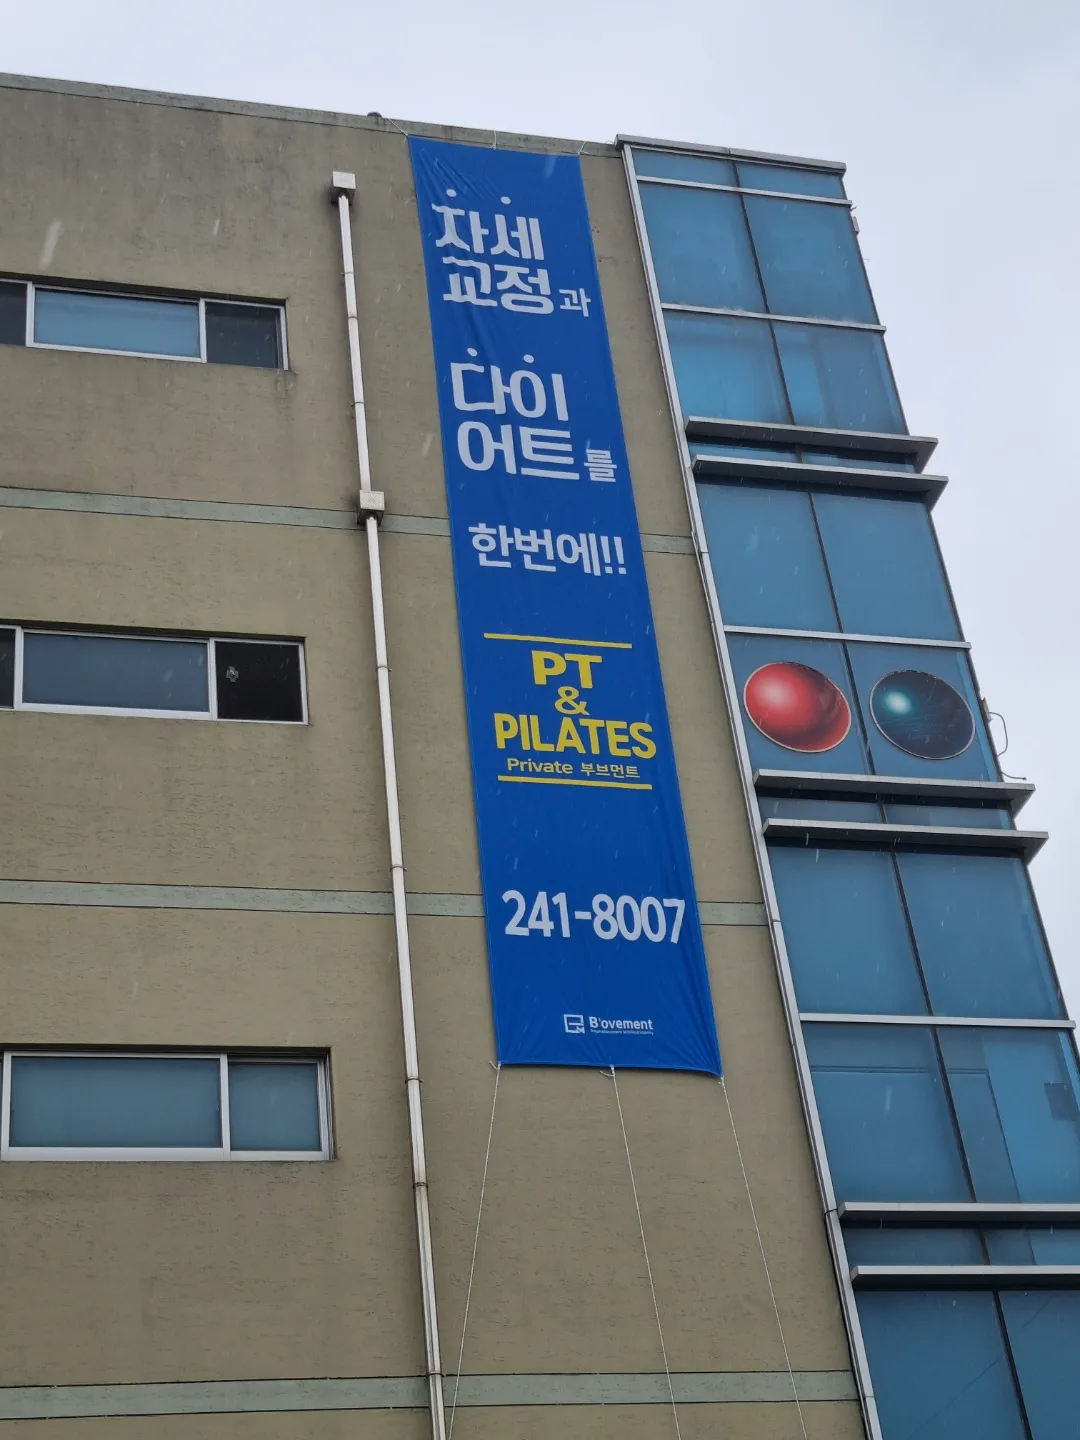 자세
교정과
다이
어트를
한번에!!
PT
&
PILATES
Private 부브먼트
241-8007
B'ovement